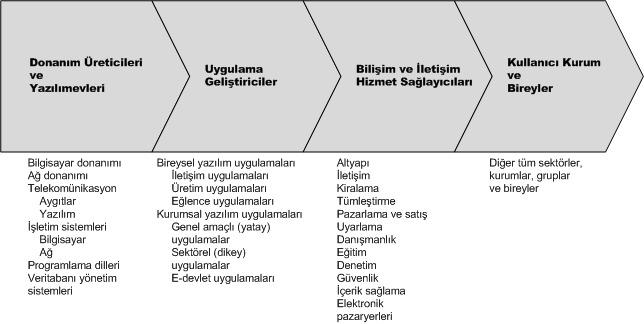 Donanım Üreticileri
ve
Yazılımevleri
Uygulama
Geliştiriciler
Bilişim ve İletişim
Hizmet Sağlayıcıları
Kullanıcı Kurum
ve
Bireyler
Bilgisayar donanımı
Ağ donanımı
Telekomünikasyon
Aygıtlar
Yazılım
İşletim sistemleri
Bilgisayar
Ağ
Programlama dilleri
Veritabanı yönetim
sistemleri
Bireysel yazılım uygulamaları
İletişim uygulamaları
Üretim uygulamaları
Eğlence uygulamaları
Kurumsal yazılım uygulamaları
Genel amaçlı (yatay)
uygulamalar
Sektörel (dikey)
uygulamalar
E-devlet uygulamaları
Altyapı
İletişim
Kiralama
Tümleştirme
Pazarlama ve satış
Uyarlama
Danışmanlık
Eğitim
Denetim
Güvenlik
İçerik sağlama
Elektronik
pazaryerleri
Diğer tüm sektörler,
kurumlar, gruplar
ve bireyler